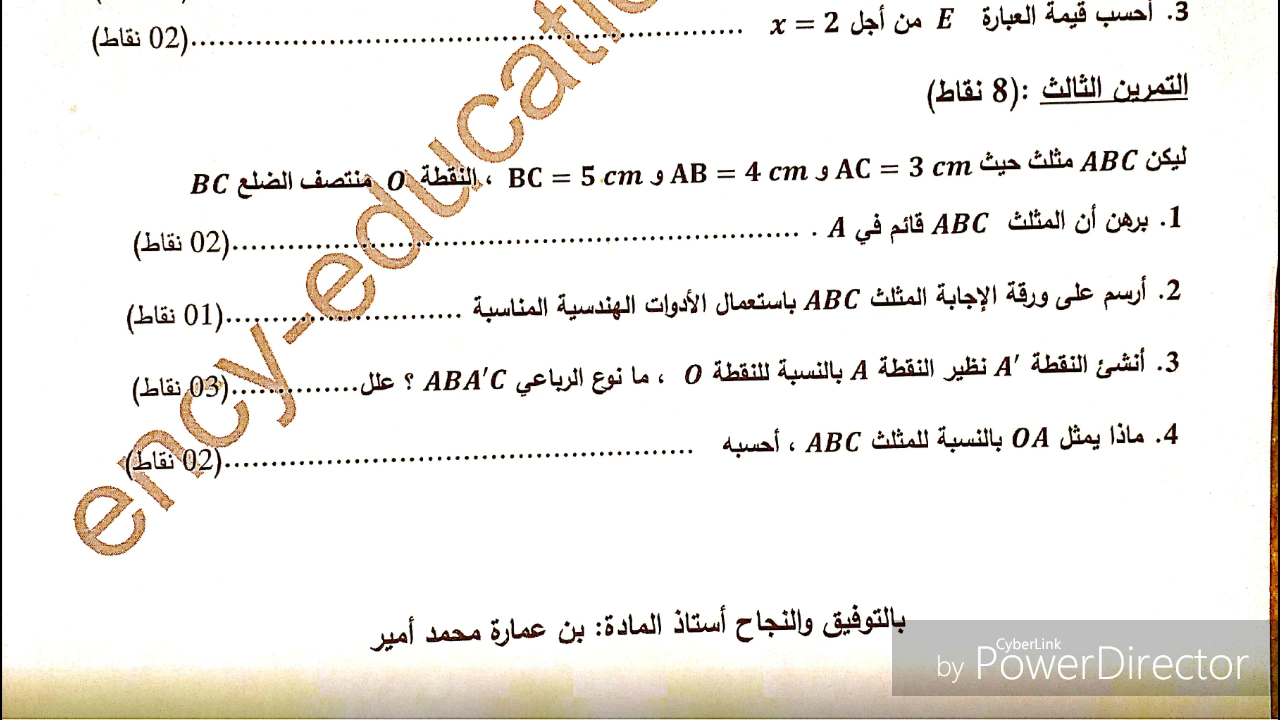 3. أحسب قيمة العبارة E من أجل x = 2 ......................................................(02 نقاط)
التمرين الثالث :(8 نقاط)
ليكن ABC مثلث حيث AC = 3 cm و AB = 4 cm و BC = 5 cm ، النقطة O منتصف الضلع BC
1. برهن أن المثلث ABC قائم في A . ......................................................(02 نقاط)
2. أرسم على ورقة الإجابة المثلث ABC باستعمال الأدوات الهندسية المناسبة ........................(01 نقاط)
3. أنشئ النقطة A′ نظير النقطة A بالنسبة للنقطة O ، ما نوع الرباعي ABA′C ؟ علل..............(03 نقاط)
4. ماذا يمثل OA بالنسبة للمثلث ABC ، أحسبه ................................................(02 نقاط)
بالتوفيق والنجاح أستاذ المادة: بن عمارة محمد أمير
ency-educati
CyberLink
by PowerDirector